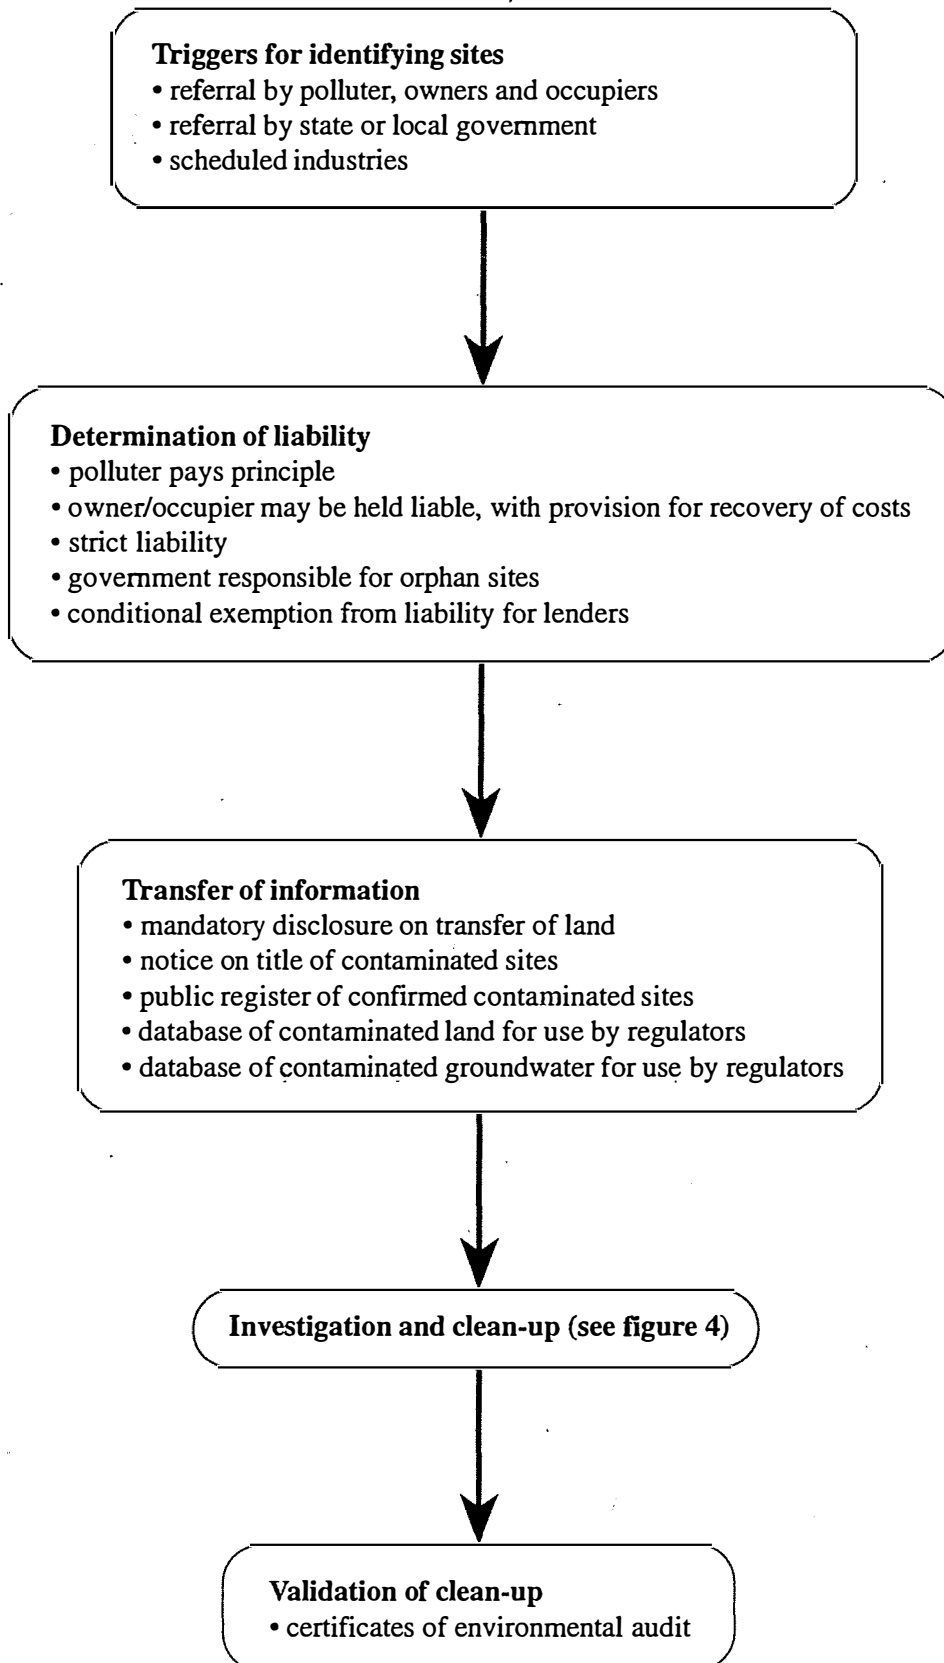 Triggers for identifying sites
• referral by polluter, owners and occupiers
• referral by state or local government
• scheduled industries
Determination of liability
• polluter pays principle
• owner/occupier may be held liable, with provision for recovery of costs
• strict liability
• government responsible for orphan sites
• conditional exemption from liability for lenders
Transfer of information
• mandatory disclosure on transfer of land
• notice on title of contaminated sites
• public register of confirmed contaminated sites
• database of contaminated land for use by regulators
• database of contaminated groundwater for use by regulators
Investigation and clean-up (see figure 4)
Validation of clean-up
• certificates of environmental audit